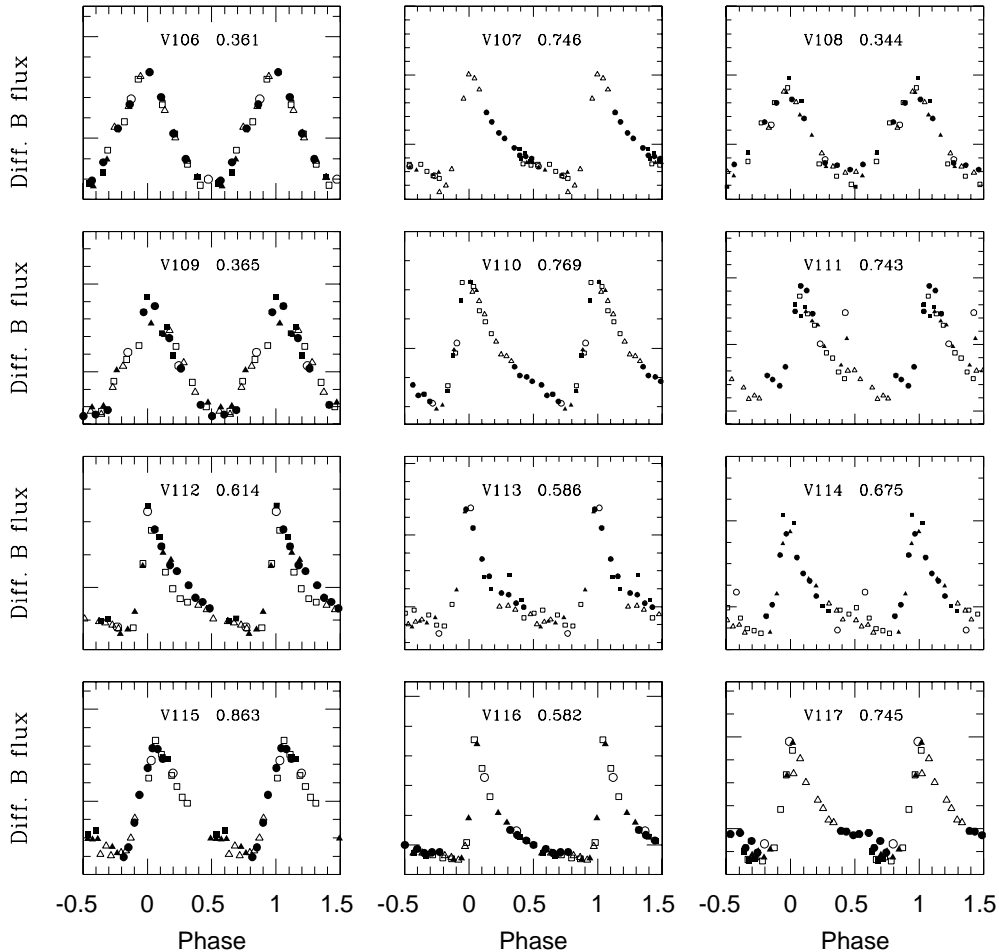 Diff. B flux
V106 0.361
V107 0.746
V108 0.344
Diff. B flux
V109 0.365
V110 0.769
V111 0.743
Diff. B flux
V112 0.614
V113 0.586
V114 0.675
Diff. B flux
V115 0.863
V116 0.582
V117 0.745
-0.5 0 0.5 1 1.5
-0.5 0 0.5 1 1.5
-0.5 0 0.5 1 1.5
Phase
Phase
Phase